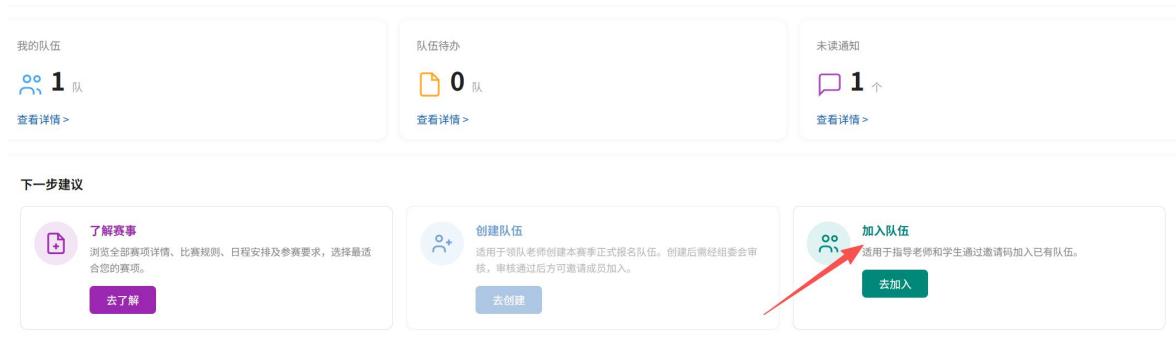 我的队伍
1 队
查看详情 >
队伍待办
0 队
查看详情 >
未读通知
1 个
查看详情 >
下一步建议
了解赛事
浏览全部赛项详情、比赛规则、日程安排及参赛要求，选择最适
合您的赛项。
去了解
创建队伍
适用于领队老师创建本赛季正式报名队伍。创建后需经组委会审
核，审核通过后方可邀请成员加入。
去创建
加入队伍
适用于指导老师和学生通过邀请码加入已有队伍。
去加入